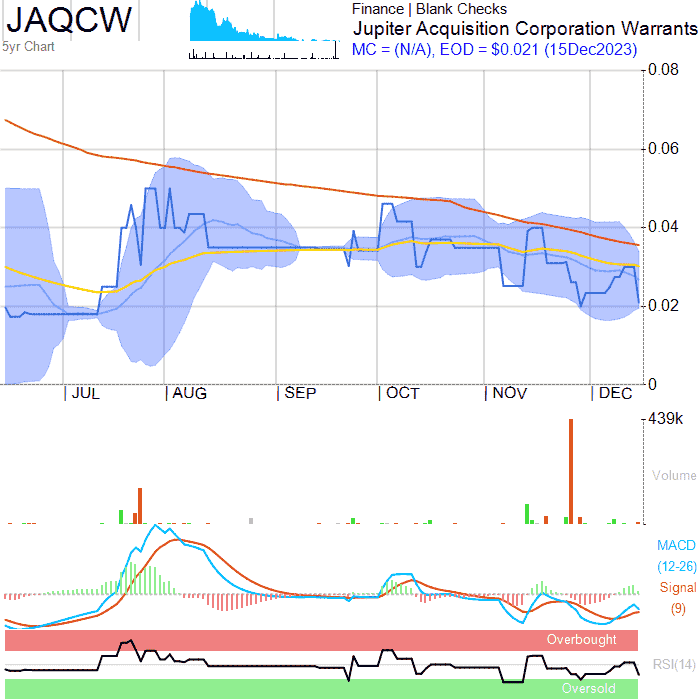 JAQCW
5yr Chart
Finance | Blank Checks
Jupiter Acquisition Corporation Warrants
MC = (N/A), EOD = $0.021 (15Dec2023)
0.08
0.06
0.04
0.02
0
JUL
AUG
SEP
OCT
NOV
DEC
439k
Volume
MACD
(12-26)
Signal
(9)
Overbought
RSI(14)
Oversold